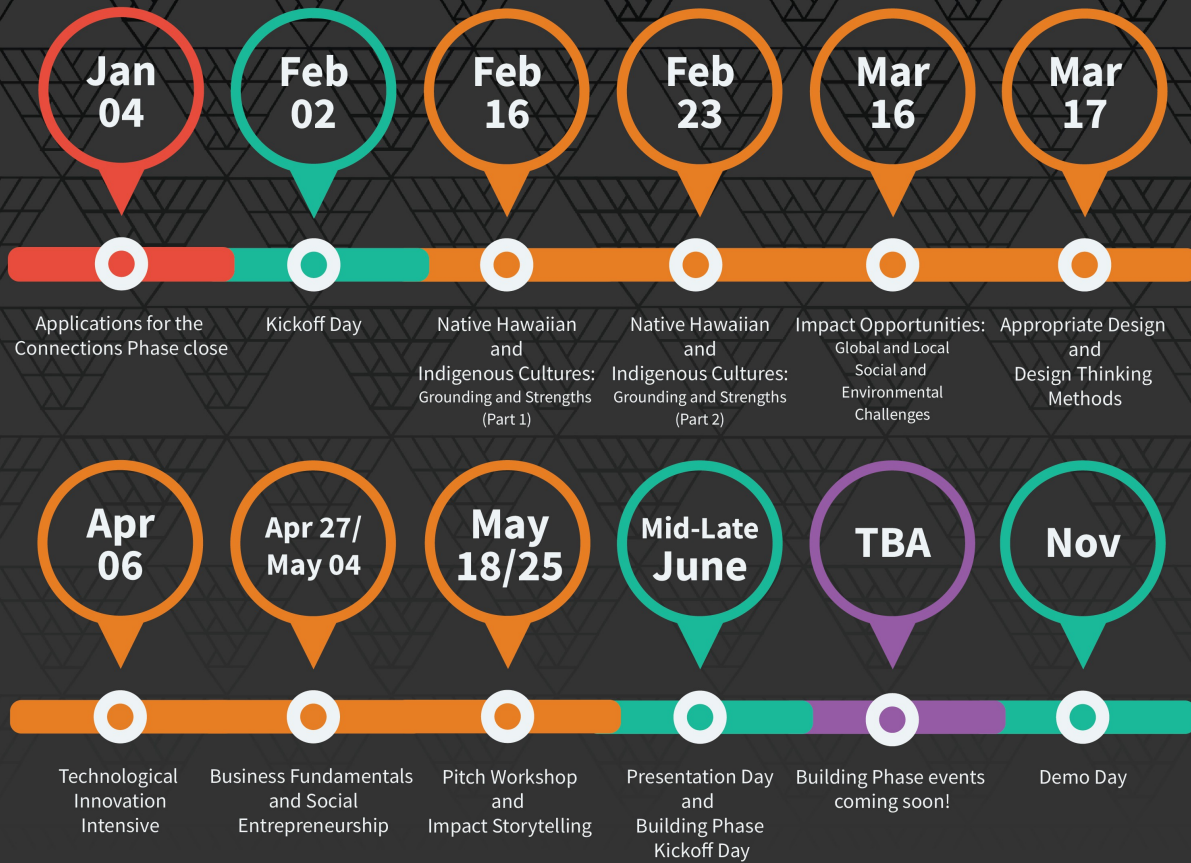 Jan
04
Feb
02
Feb
16
Feb
23
Mar
16
Mar
17
Applications for the
Connections Phase close
Kickoff Day
Native Hawaiian
and
Indigenous Cultures:
Grounding and Strengths
(Part 1)
Native Hawaiian
and
Indigenous Cultures:
Grounding and Strengths
(Part 2)
Impact Opportunities:
Global and Local
Social and
Environmental
Challenges
Appropriate Design
and
Design Thinking
Methods
Apr
06
Apr 27/
May 04
May
18/25
Mid-Late
June
TBA
Nov
Technological
Innovation
Intensive
Business Fundamentals
and Social
Entrepreneurship
Pitch Workshop
and
Impact Storytelling
Presentation Day
and
Building Phase
Kickoff Day
Building Phase events
coming soon!
Demo Day